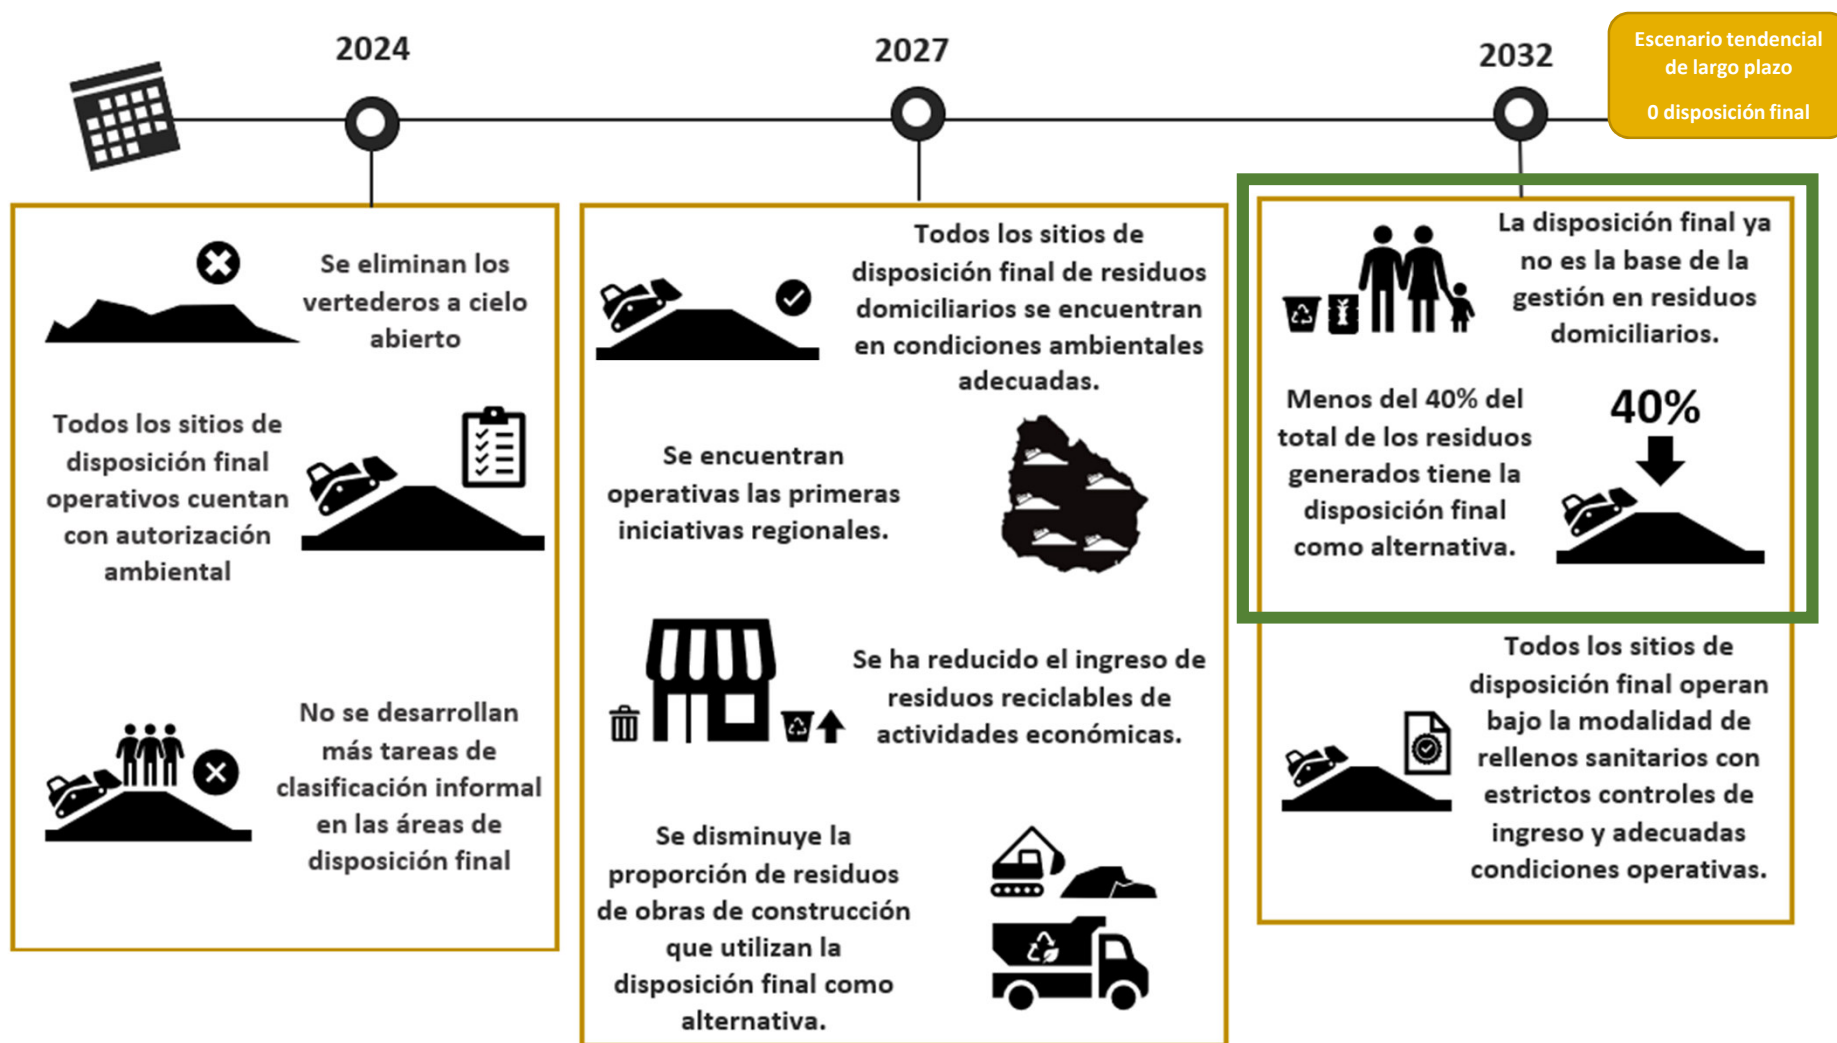 2024
2027
2032
Escenario tendencial
de largo plazo
0 disposición final
Se eliminan los
vertederos a cielo
abierto
Todos los sitios de
disposición final
operativos cuentan
con autorización
ambiental
No se desarrollan
más tareas de
clasificación informal
en las áreas de
disposición final
Todos los sitios de
disposición final de residuos
domiciliarios se encuentran
en condiciones ambientales
adecuadas.
Se encuentran
operativas las primeras
iniciativas regionales.
Se ha reducido el ingreso de
residuos reciclables de
actividades económicas.
Se disminuye la
proporción de residuos
de obras de construcción
que utilizan la
disposición final como
alternativa.
La disposición final ya
no es la base de la
gestión en residuos
domiciliarios.
Menos del 40% del
total de los residuos
generados tiene la
disposición final
como alternativa.
40%
Todos los sitios de
disposición final operan
bajo la modalidad de
rellenos sanitarios con
estrictos controles de
ingreso y adecuadas
condiciones operativas.